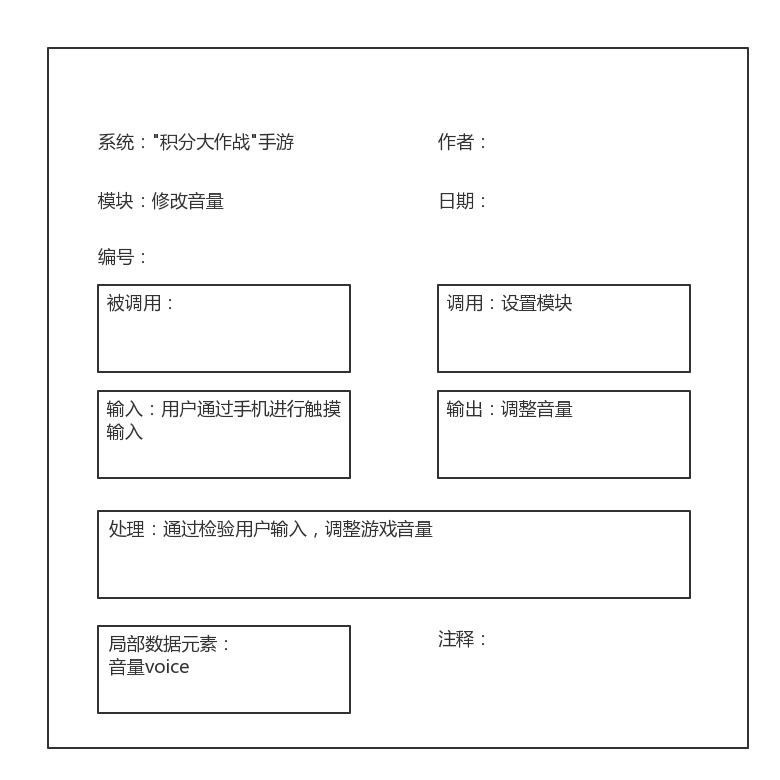 系统："积分大作战"手游
作者：
模块：修改音量
日期：
编号：
被调用：
调用：设置模块
输入：用户通过手机进行触摸
输入
输出：调整音量
处理：通过检验用户输入，调整游戏音量
局部数据元素：
音量voice
注释：